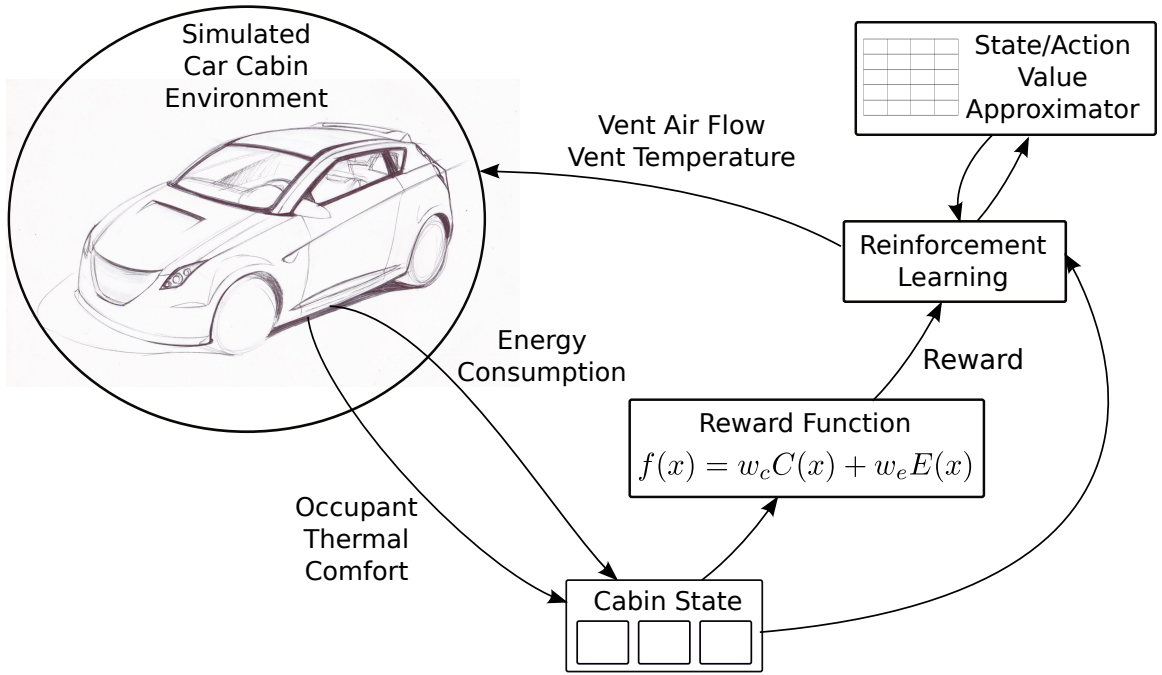 Simulated
Car Cabin
Environment
State/Action
Value
Approximator
Vent Air Flow
Vent Temperature
Reinforcement
Learning
Energy
Consumption
Reward
Reward Function
f(x) = w_cC(x) + w_eE(x)
Occupant
Thermal
Comfort
Cabin State